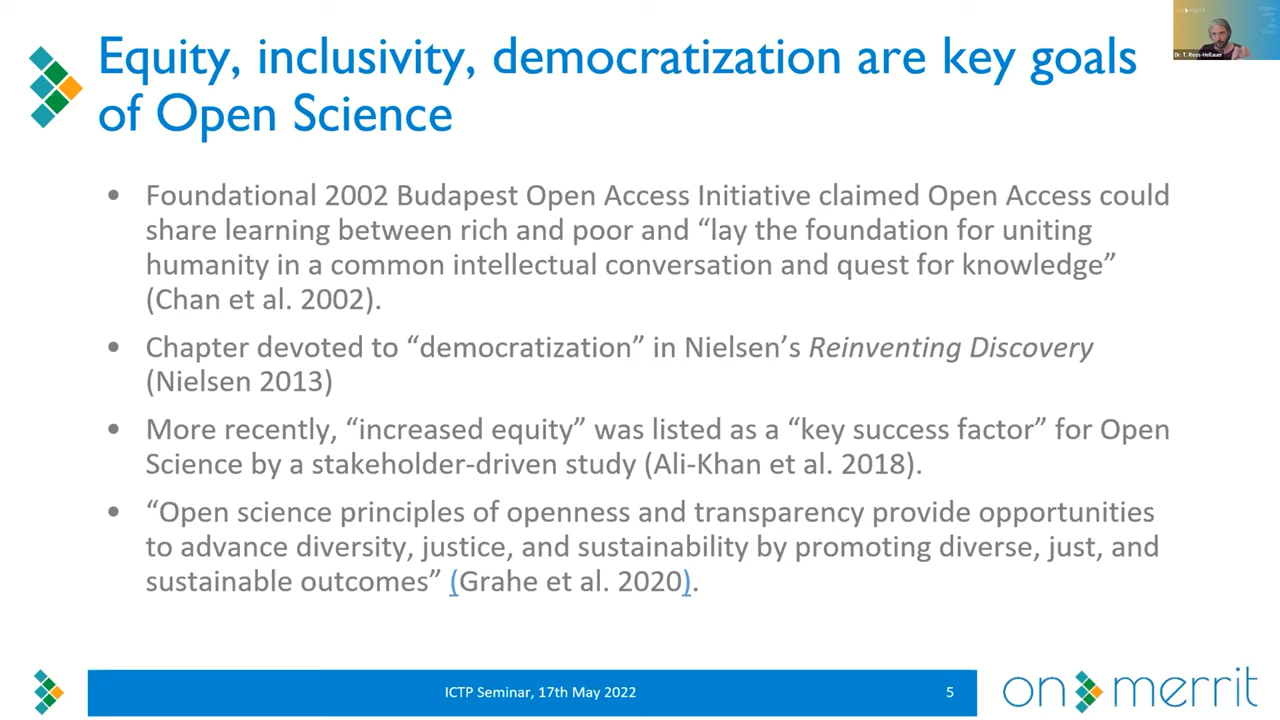 Equity, inclusivity, democratization are key goals
of Open Science
on merrit
Dr. T. Ross-Hellauer
• Foundational 2002 Budapest Open Access Initiative claimed Open Access could
share learning between rich and poor and “lay the foundation for uniting
humanity in a common intellectual conversation and quest for knowledge”
(Chan et al. 2002).
• Chapter devoted to “democratization” in Nielsen’s Reinventing Discovery
(Nielsen 2013)
• More recently, “increased equity” was listed as a “key success factor” for Open
Science by a stakeholder-driven study (Ali-Khan et al. 2018).
• “Open science principles of openness and transparency provide opportunities
to advance diversity, justice, and sustainability by promoting diverse, just, and
sustainable outcomes” (Grahe et al. 2020).
ICTP Seminar, 17th May 2022
5
on merrit